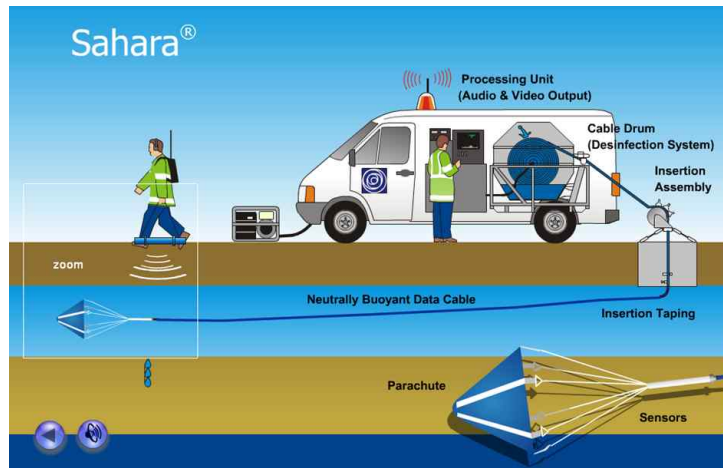 Sahara®
Processing Unit
(Audio & Video Output)
Cable Drum
(Desinfection System)
Insertion
Assembly
zoom
Neutrally Buoyant Data Cable
Insertion Taping
Parachute
Sensors